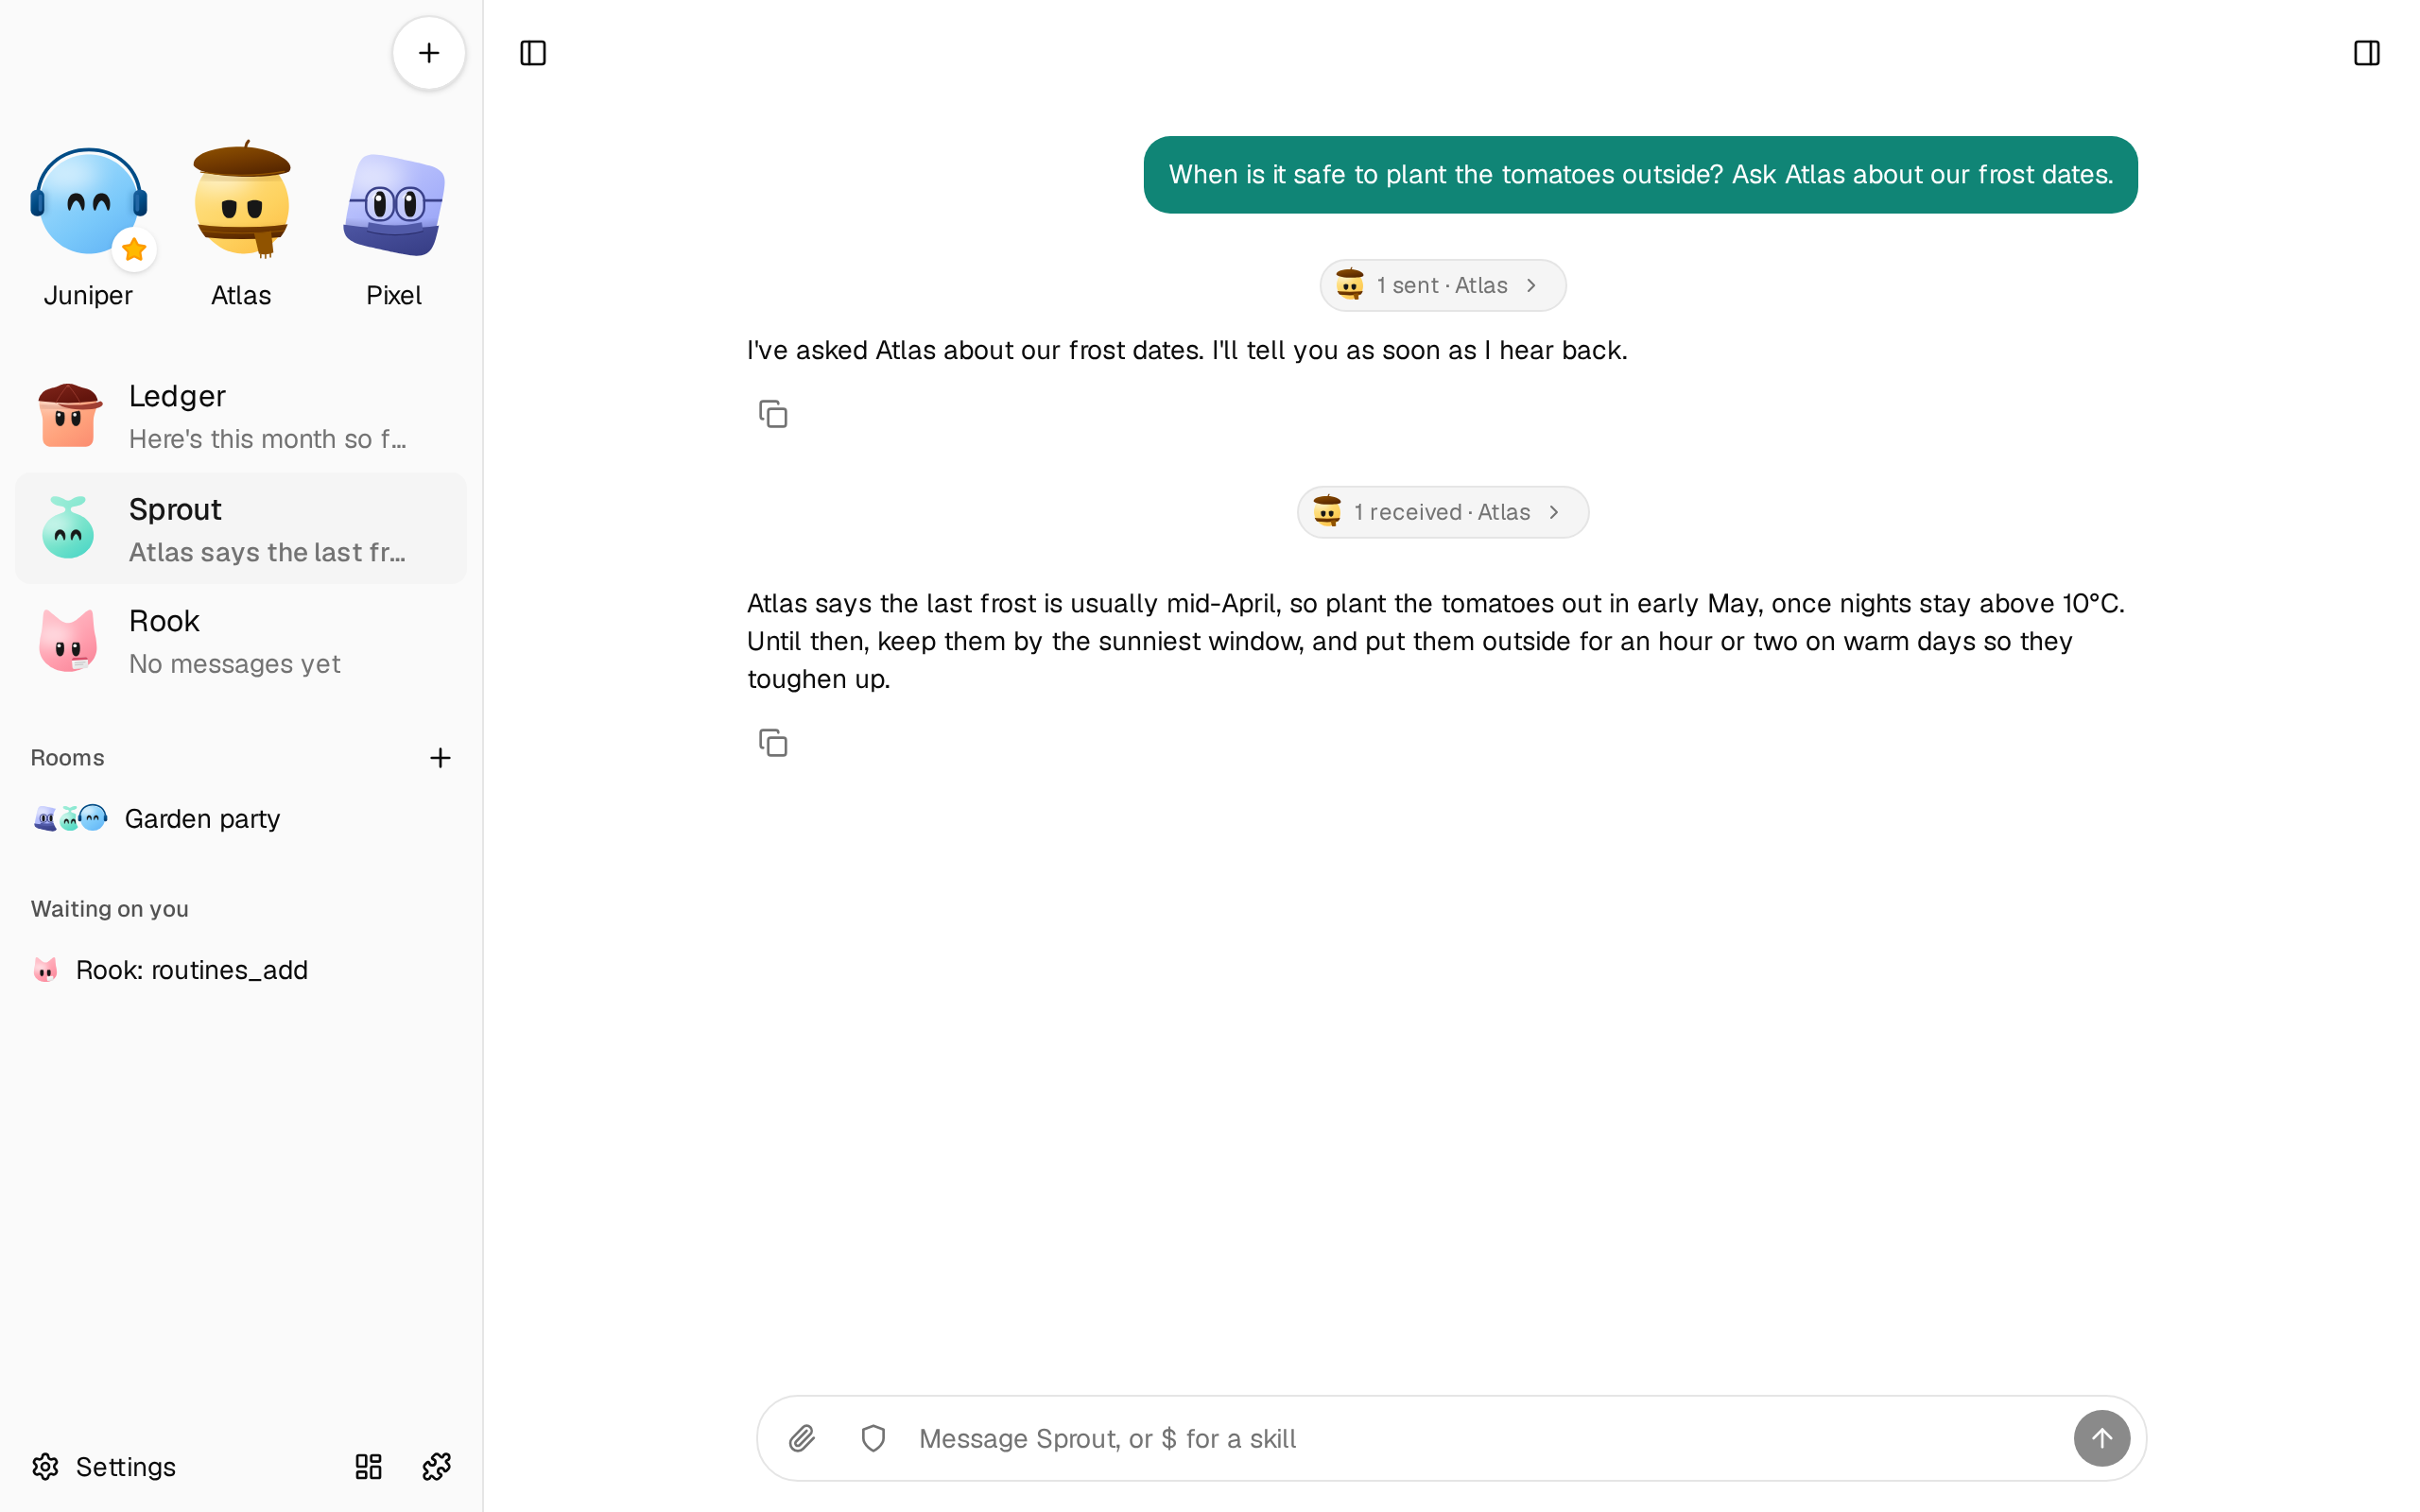 Juniper
Atlas
Pixel
Ledger
Here's this month so f...
Sprout
Atlas says the last fr...
Rook
No messages yet
Rooms
Garden party
Waiting on you
Rook: routines_add
Settings
When is it safe to plant the tomatoes outside? Ask Atlas about our frost dates.
1 sent · Atlas
I've asked Atlas about our frost dates. I'll tell you as soon as I hear back.
1 received · Atlas
Atlas says the last frost is usually mid-April, so plant the tomatoes out in early May, once nights stay above 10°C.
Until then, keep them by the sunniest window, and put them outside for an hour or two on warm days so they
toughen up.
Message Sprout, or $ for a skill